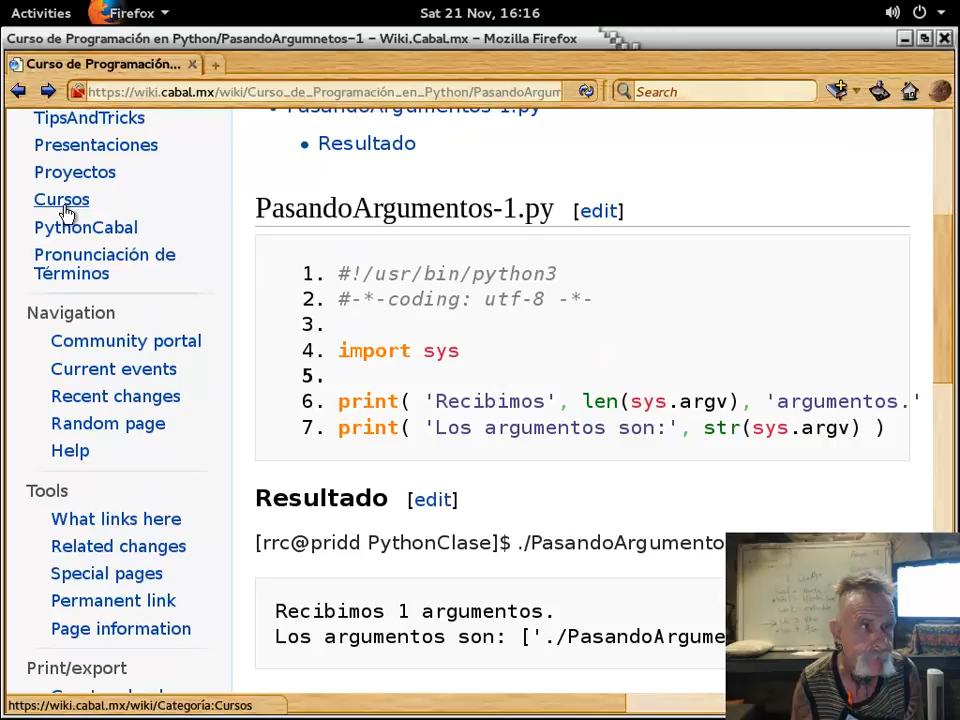 Activities Firefox Sat 21 Nov, 16:16
Curso de Programación en Python/PasandoArgumnetos-1 – Wiki.Cabal.mx – Mozilla Firefox
Curso de Programación...
https://wiki.cabal.mx/wiki/Curso_de_Programación_en_Python/PasandoArgum
Search
TipsAndTricks
Presentaciones
Proyectos
Cursos
PythonCabal
Pronunciación de
Términos
Navigation
Community portal
Current events
Recent changes
Random page
Help
Tools
What links here
Related changes
Special pages
Permanent link
Page information
Print/export
PasandoArgumentos-1.py
Resultado
PasandoArgumentos-1.py [edit]
1. #!/usr/bin/python3
2. #-*-coding: utf-8 -*-
3.
4. import sys
5.
6. print( 'Recibimos', len(sys.argv), 'argumentos.'
7. print( 'Los argumentos son:', str(sys.argv) )
Resultado [edit]
[rrc@pridd PythonClase]$ ./PasandoArgumento
Recibimos 1 argumentos.
Los argumentos son: ['./PasandoArgume
https://wiki.cabal.mx/wiki/Categoría:Cursos